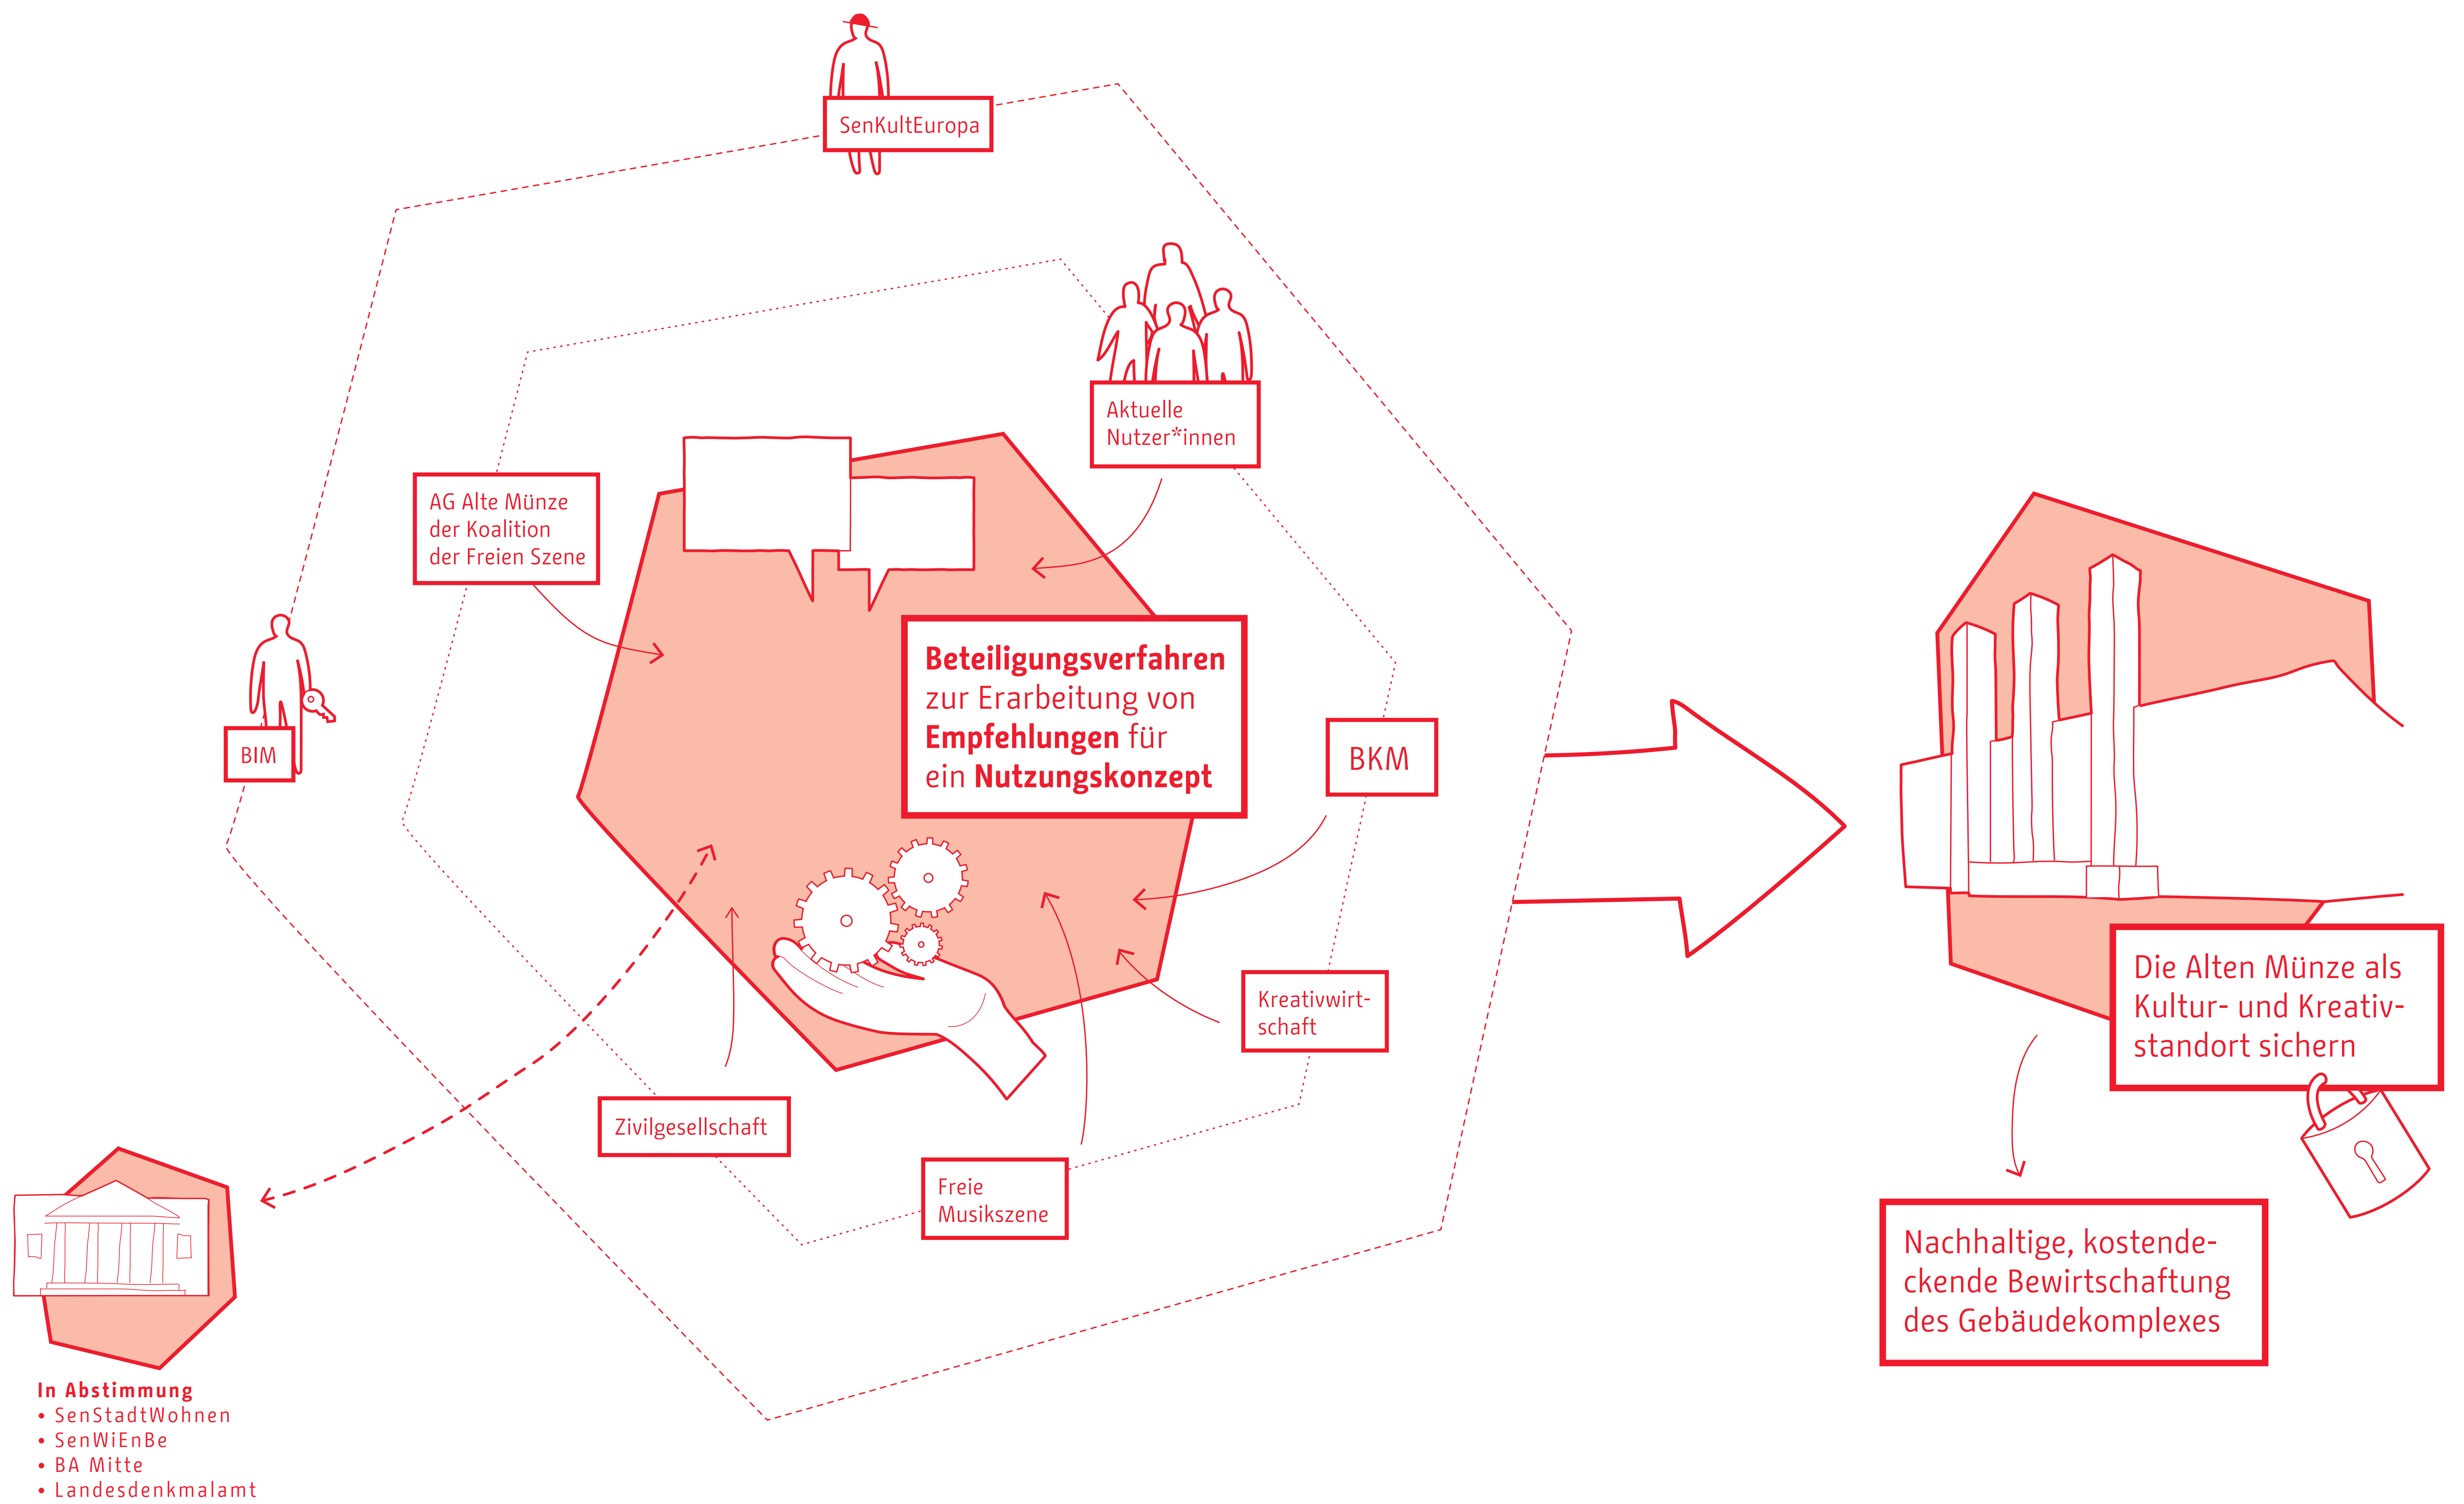 SenKultEuropa
Aktuelle
Nutzer*innen
AG Alte Münze
der Koalition
der Freien Szene
Beteiligungsverfahren
zur Erarbeitung von
Empfehlungen für
ein Nutzungskonzept
BIM
BKM
Kreativwirt-
schaft
Zivilgesellschaft
Freie
Musikszene
In Abstimmung
• SenStadtWohnen
• SenWiEnBe
• BA Mitte
• Landesdenkmalamt
Die Alten Münze als
Kultur- und Kreativ-
standort sichern
Nachhaltige, kostende-
ckende Bewirtschaftung
des Gebäudekomplexes